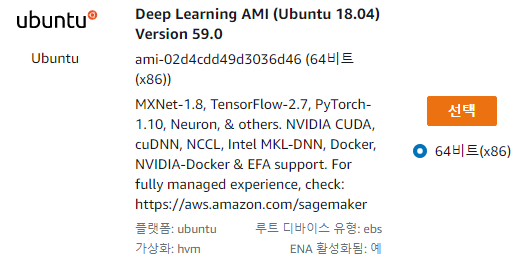 ubuntu
Ubuntu
Deep Learning AMI (Ubuntu 18.04)
Version 59.0
ami-02d4cdd49d3036d46 (64비트
(x86))
MXNet-1.8, TensorFlow-2.7, PyTorch-
1.10, Neuron, & others. NVIDIA CUDA,
cuDNN, NCCL, Intel MKL-DNN, Docker,
NVIDIA-Docker & EFA support. For
fully managed experience, check:
https://aws.amazon.com/sagemaker
플랫폼: ubuntu 루트 디바이스 유형: ebs
가상화: hvm ENA 활성화됨: 예
선택
64비트(x86)